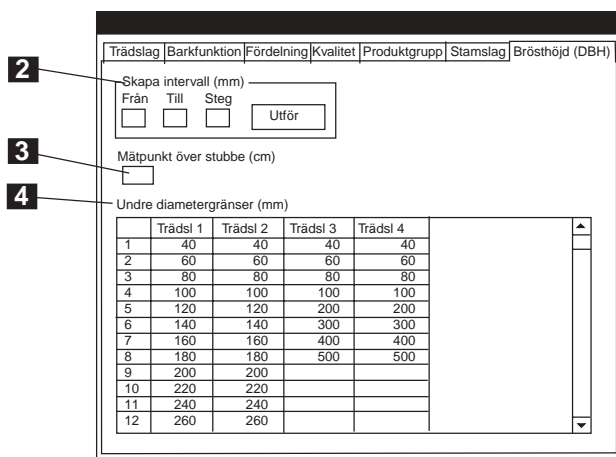 Trädslag Barkfunktion Fördelning Kvalitet Produktgrupp Stamslag Brösthöjd (DBH)
2
Skapa intervall (mm)
Från Till Steg
Utför
3
Mätpunkt över stubbe (cm)
4
Undre diametergränser (mm)
Trädsl 1 Trädsl 2 Trädsl 3 Trädsl 4
1 40 40 40 40
2 60 60 60 60
3 80 80 80 80
4 100 100 100 100
5 120 120 200 200
6 140 140 300 300
7 160 160 400 400
8 180 180 500 500
9 200 200
10 220 220
11 240 240
12 260 260